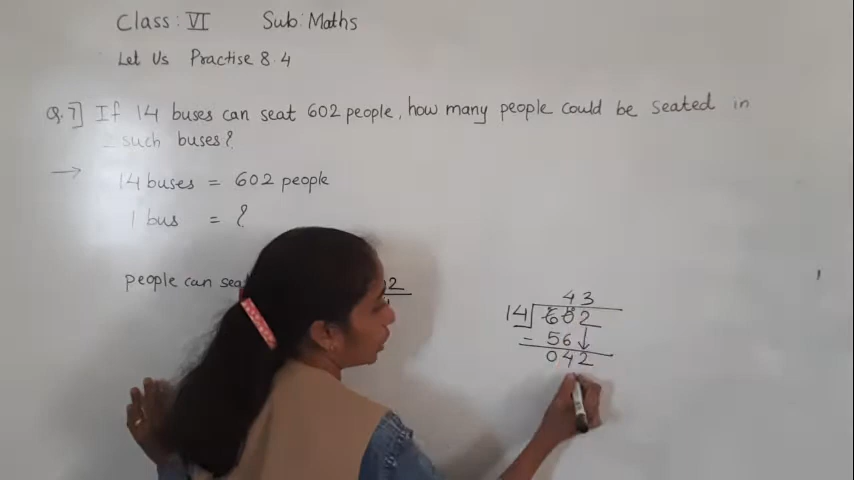 Class: VI Sub: Maths
Let Us Practise 8.4
Q.7] If 14 buses can seat 602 people, how many people could be seated in
such buses?
→ 14 buses = 602 people
1 bus = ?
people can sea
43
14 602
- 56 ↓
042